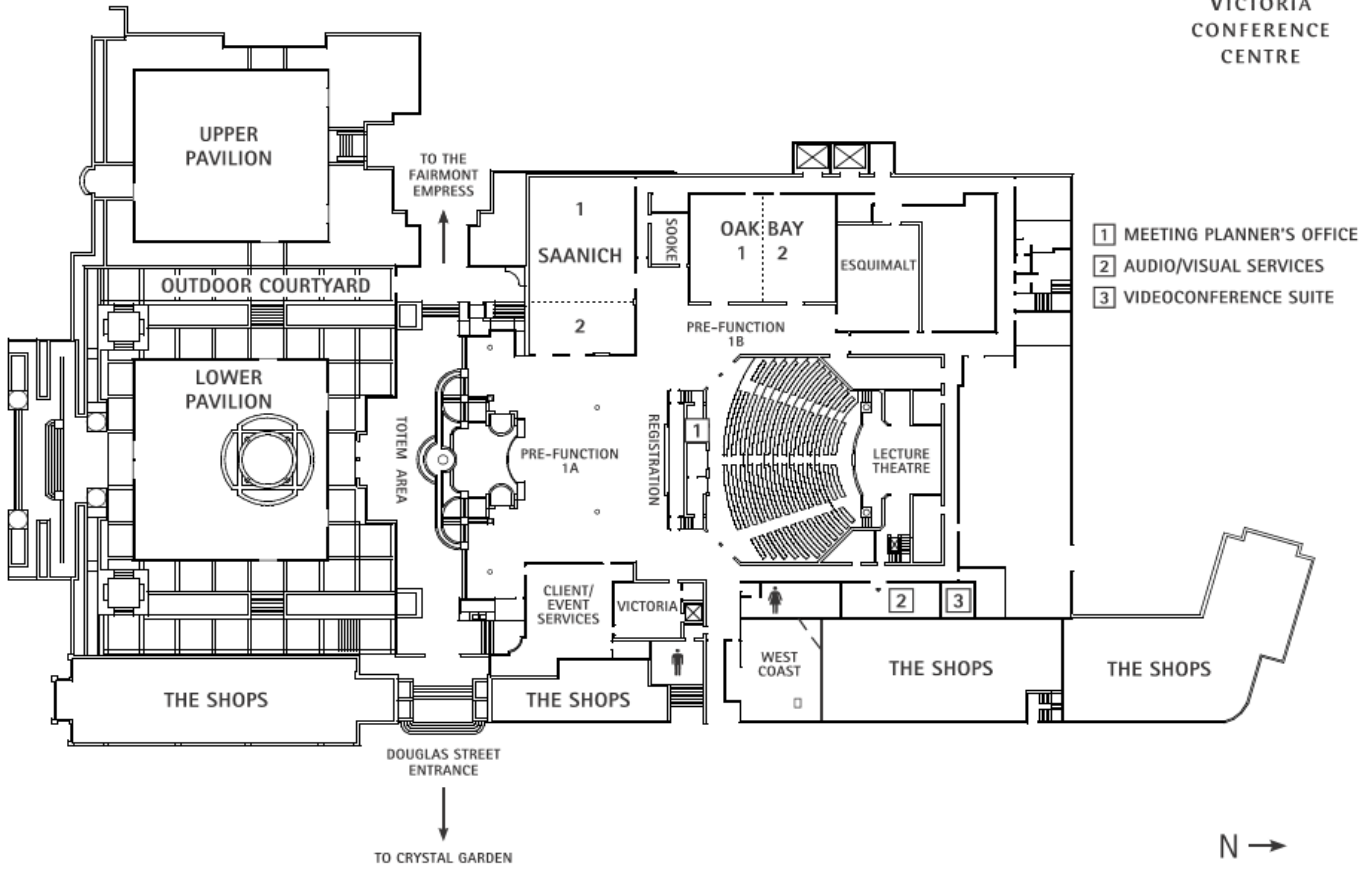 VICTORIA
CONFERENCE
CENTRE
UPPER
PAVILION
TO THE
FAIRMONT
EMPRESS
1
SAANICH
2
SOOKE
OAK BAY
1 2
ESQUIMALT
1 MEETING PLANNER'S OFFICE
2 AUDIO/VISUAL SERVICES
3 VIDEOCONFERENCE SUITE
OUTDOOR COURTYARD
PRE-FUNCTION
1B
LOWER
PAVILION
TOTEM AREA
PRE-FUNCTION
1A
REGISTRATION
1
LECTURE
THEATRE
CLIENT/
EVENT
SERVICES
VICTORIA
2
3
WEST
COAST
THE SHOPS
THE SHOPS
THE SHOPS
THE SHOPS
DOUGLAS STREET
ENTRANCE
TO CRYSTAL GARDEN
N